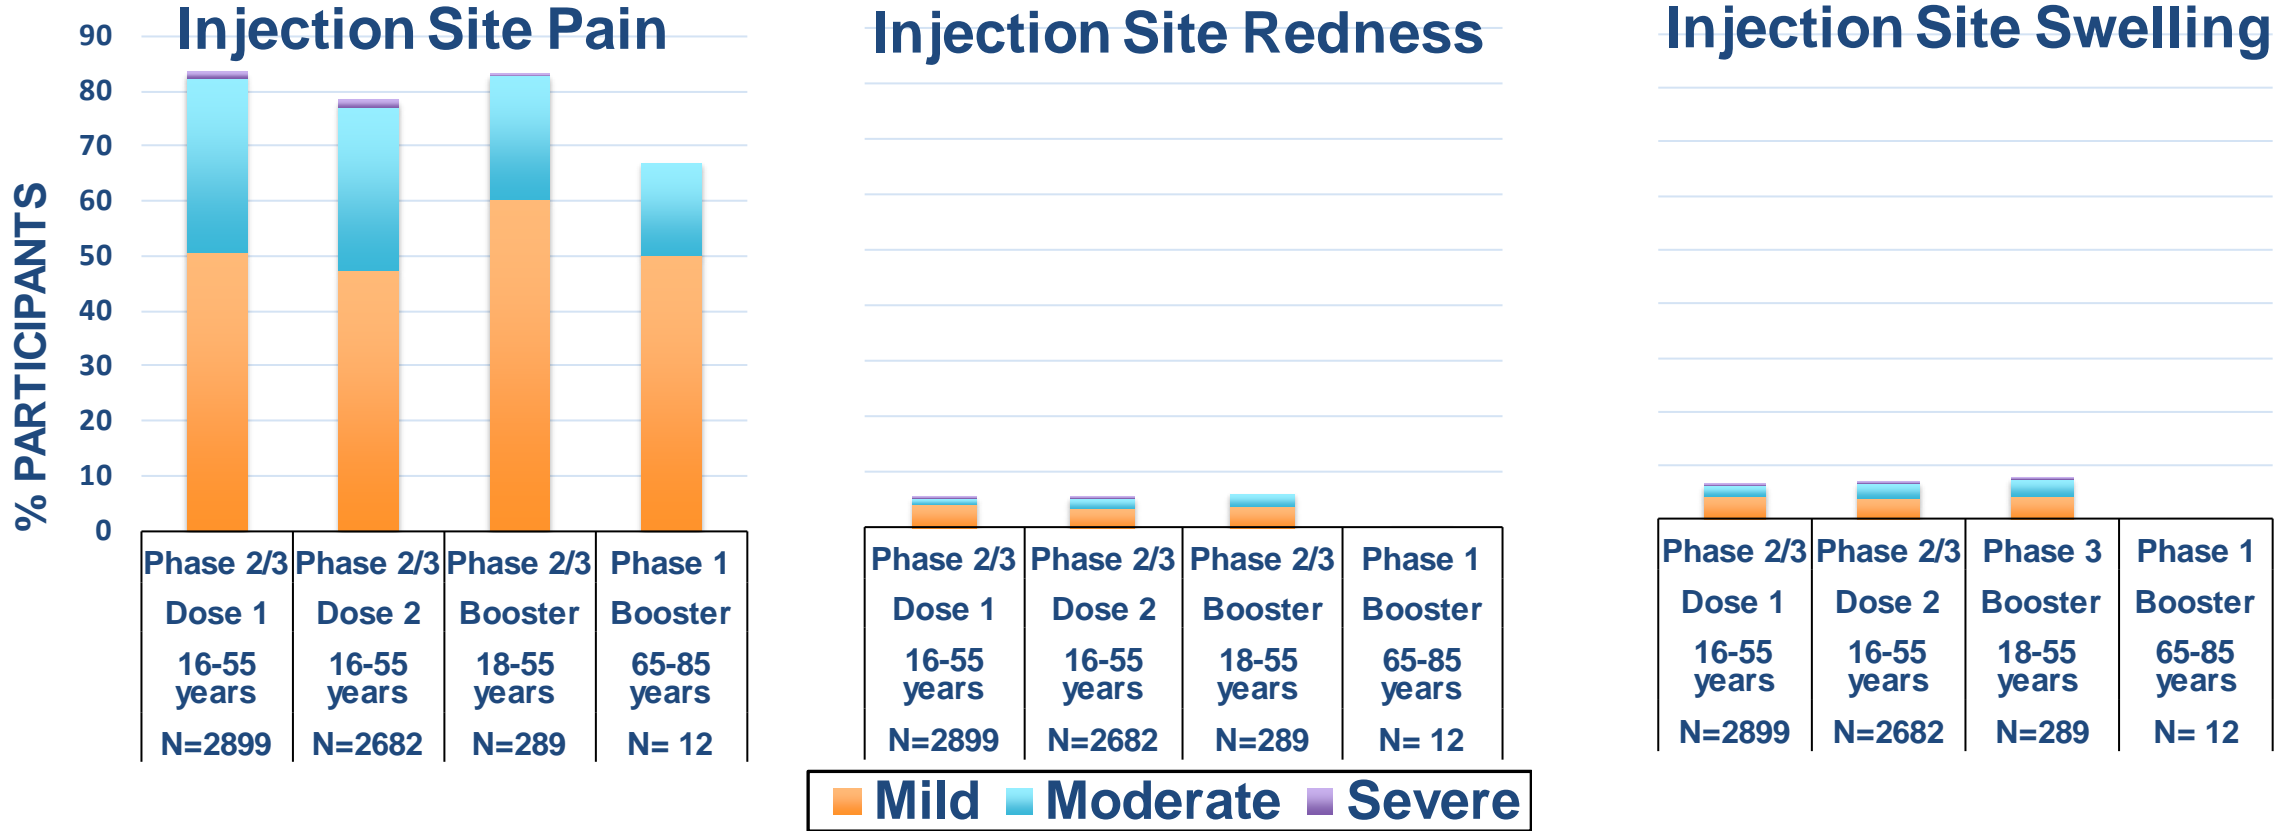 Injection Site Pain
Injection Site Redness
Injection Site Swelling
% PARTICIPANTS
90
80
70
60
50
40
30
20
10
0
Phase 2/3 Phase 2/3 Phase 2/3 Phase 1
Dose 1 Dose 2 Booster Booster
16-55 16-55 18-55 65-85
years years years years
N=2899 N=2682 N=289 N= 12
Phase 2/3 Phase 2/3 Phase 2/3 Phase 1
Dose 1 Dose 2 Booster Booster
16-55 16-55 18-55 65-85
years years years years
N=2899 N=2682 N=289 N= 12
Phase 2/3 Phase 2/3 Phase 3 Phase 1
Dose 1 Dose 2 Booster Booster
16-55 16-55 18-55 65-85
years years years years
N=2899 N=2682 N=289 N= 12
Mild Moderate Severe